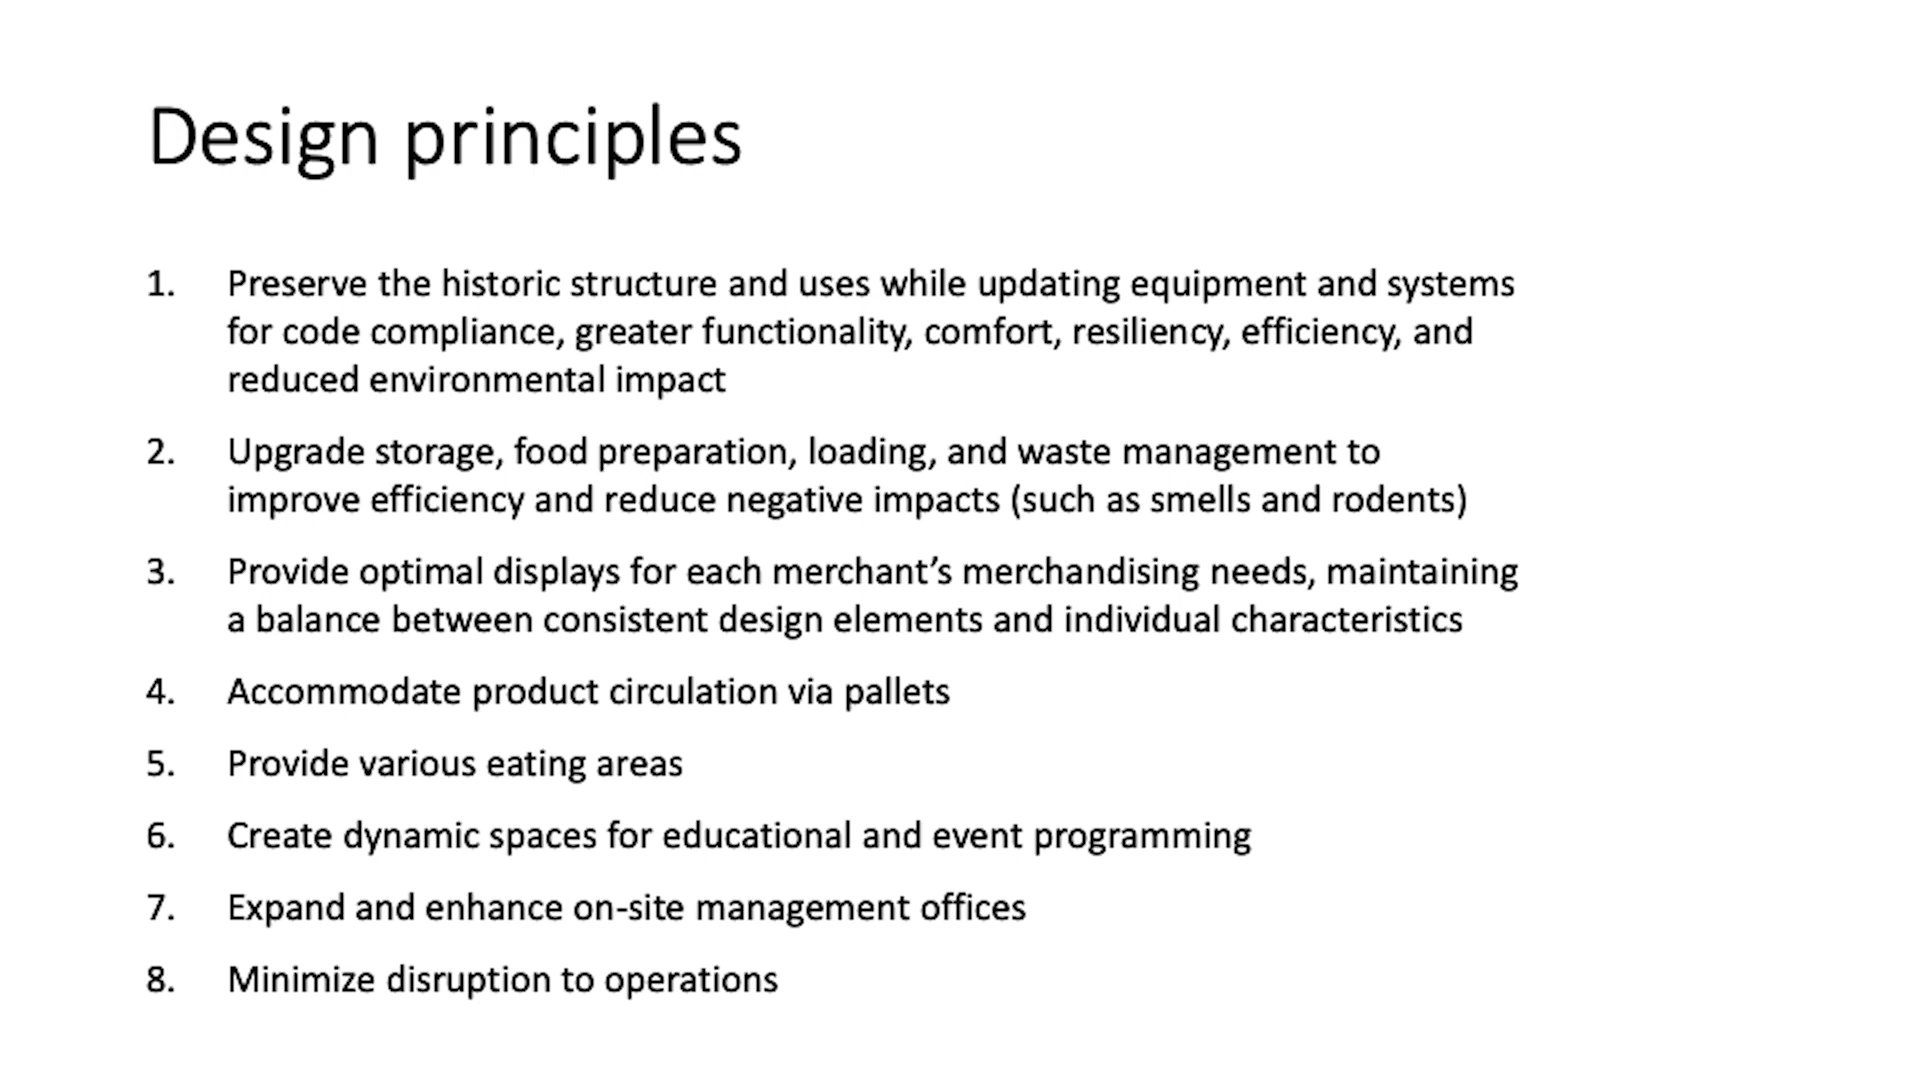 Design principles
1. Preserve the historic structure and uses while updating equipment and systems
for code compliance, greater functionality, comfort, resiliency, efficiency, and
reduced environmental impact
2. Upgrade storage, food preparation, loading, and waste management to
improve efficiency and reduce negative impacts (such as smells and rodents)
3. Provide optimal displays for each merchant’s merchandising needs, maintaining
a balance between consistent design elements and individual characteristics
4. Accommodate product circulation via pallets
5. Provide various eating areas
6. Create dynamic spaces for educational and event programming
7. Expand and enhance on-site management offices
8. Minimize disruption to operations